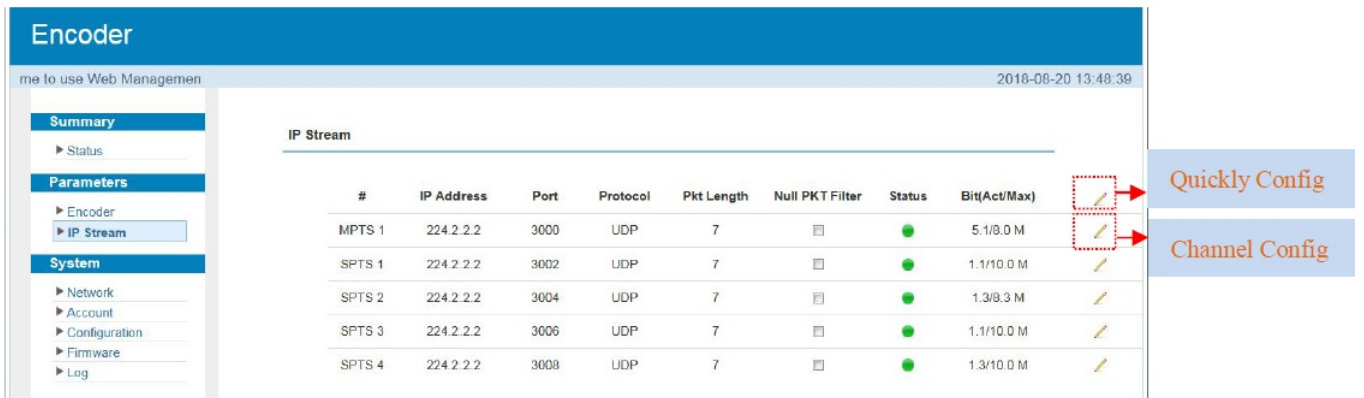 Encoder
me to use Web Managemen 2018-08-20 13:48:39
Summary
Status
Parameters
Encoder
IP Stream
System
Network
Account
Configuration
Firmware
Log
IP Stream
# IP Address Port Protocol Pkt Length Null PKT Filter Status Bit(Act/Max)
MPTS 1 224.2.2.2 3000 UDP 7 5.1/8.0 M
SPTS 1 224.2.2.2 3002 UDP 7 1.1/10.0 M
SPTS 2 224.2.2.2 3004 UDP 7 1.3/8.3 M
SPTS 3 224.2.2.2 3006 UDP 7 1.1/10.0 M
SPTS 4 224.2.2.2 3008 UDP 7 1.3/10.0 M
Quickly Config
Channel Config